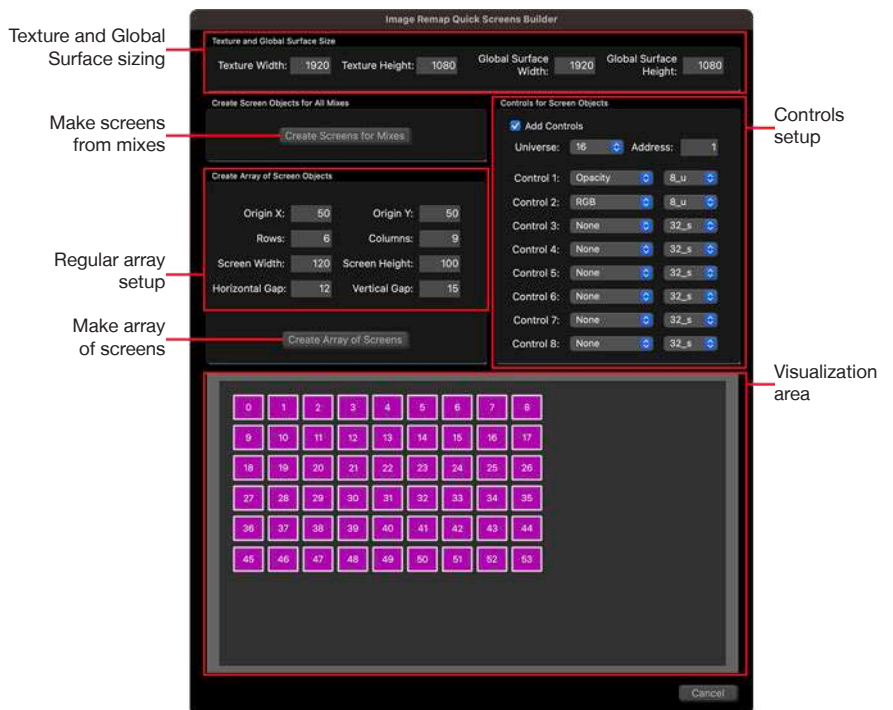 Image Remap Quick Screens Builder
Texture and Global
Surface sizing
Texture and Global Surface Size
Texture Width: 1920 Texture Height: 1080 Global Surface Width: 1920 Global Surface Height: 1080
Make screens
from mixes
Create Screen Objects for All Mixes
Create Screens for Mixes
Controls
setup
Controls for Screen Objects
Add Controls
Universe: 16 Address: 1
Control 1: Opacity 8_u
Control 2: RGB 8_u
Control 3: None 32_s
Control 4: None 32_s
Control 5: None 32_s
Control 6: None 32_s
Control 7: None 32_s
Control 8: None 32_s
Regular array
setup
Create Array of Screen Objects
Origin X: 50 Origin Y: 50
Rows: 6 Columns: 9
Screen Width: 120 Screen Height: 100
Horizontal Gap: 12 Vertical Gap: 15
Make array
of screens
Create Array of Screens
Visualization
area
0 1 2 3 4 5 6 7 8
9 10 11 12 13 14 15 16 17
18 19 20 21 22 23 24 25 26
27 28 29 30 31 32 33 34 35
36 37 38 39 40 41 42 43 44
45 46 47 48 49 50 51 52 53
Cancel